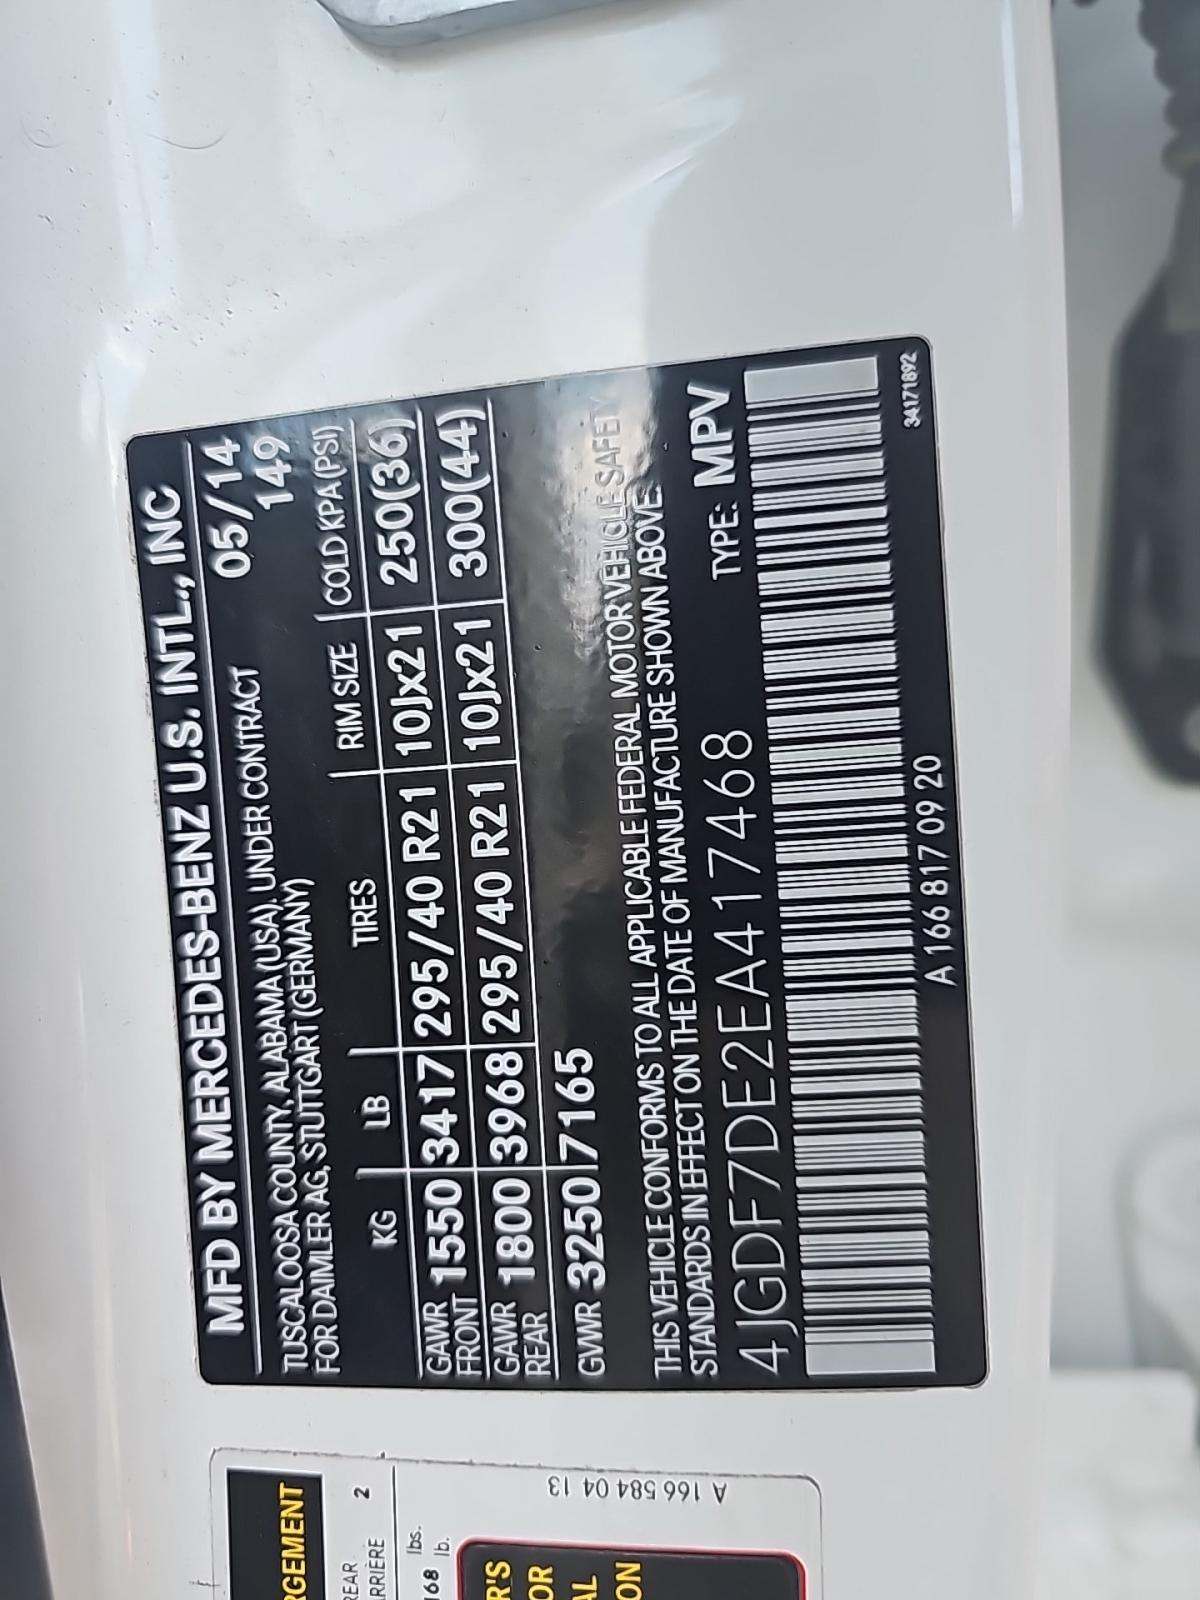 MFD BY MERCEDES-BENZ U.S. INTL., INC
TUSCALOOSA COUNTY, ALABAMA (USA), UNDER CONTRACT 05/14
FOR DAIMLER AG, STUTTGART (GERMANY) 149
KG LB TIRES RIM SIZE COLD KPA (PSI)
GAWR FRONT 1550 3417 295/40 R21 10Jx21 250(36)
GAWR REAR 1800 3968 295/40 R21 10Jx21 300(44)
GVWR 3250 7165
THIS VEHICLE CONFORMS TO ALL APPLICABLE FEDERAL MOTOR VEHICLE SAFETY
STANDARDS IN EFFECT ON THE DATE OF MANUFACTURE SHOWN ABOVE.
4JGDF7DE2EA417468 TYPE: MPV
A 166 817 09 20
34171892
RGEMENT
REAR 2
RRIERE
lbs.
168 lb.
R'S
OR
AL
ON
A 166 584 04 13